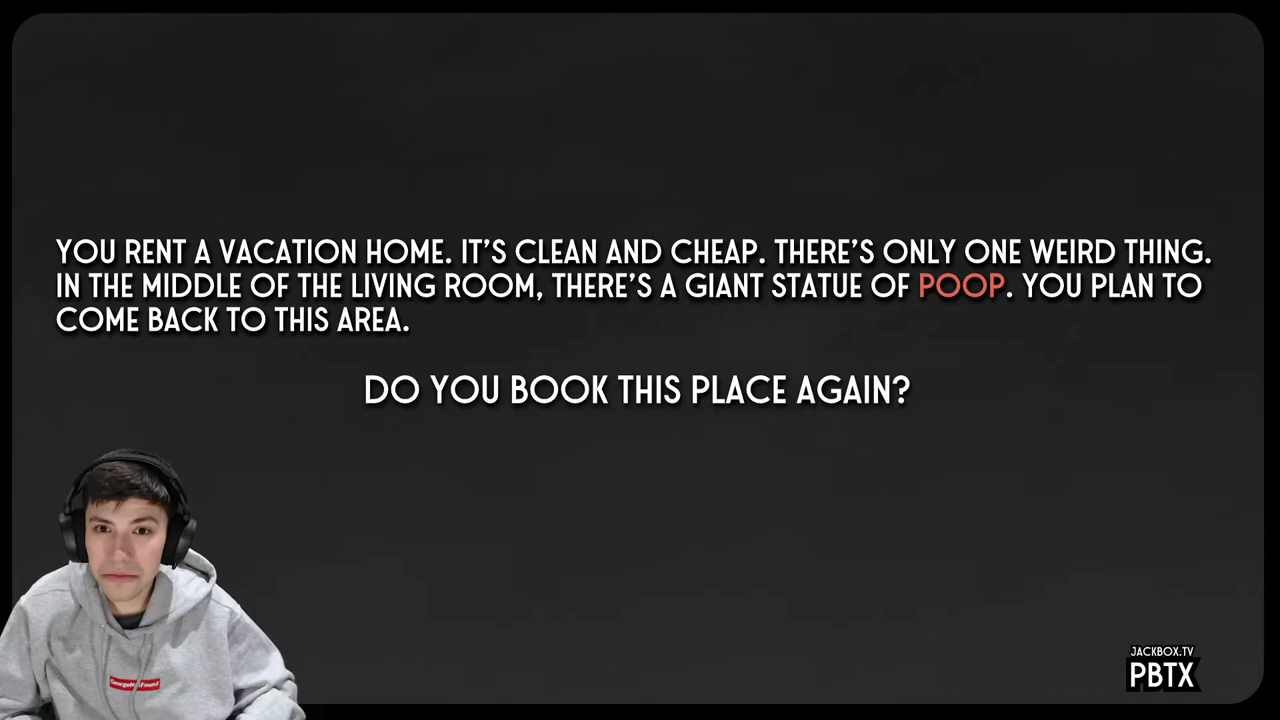 YOU RENT A VACATION HOME. IT'S CLEAN AND CHEAP. THERE'S ONLY ONE WEIRD THING.
IN THE MIDDLE OF THE LIVING ROOM, THERE'S A GIANT STATUE OF POOP. YOU PLAN TO
COME BACK TO THIS AREA.
DO YOU BOOK THIS PLACE AGAIN?
GeorgeNotFound
JACKBOX.TV
PBTX